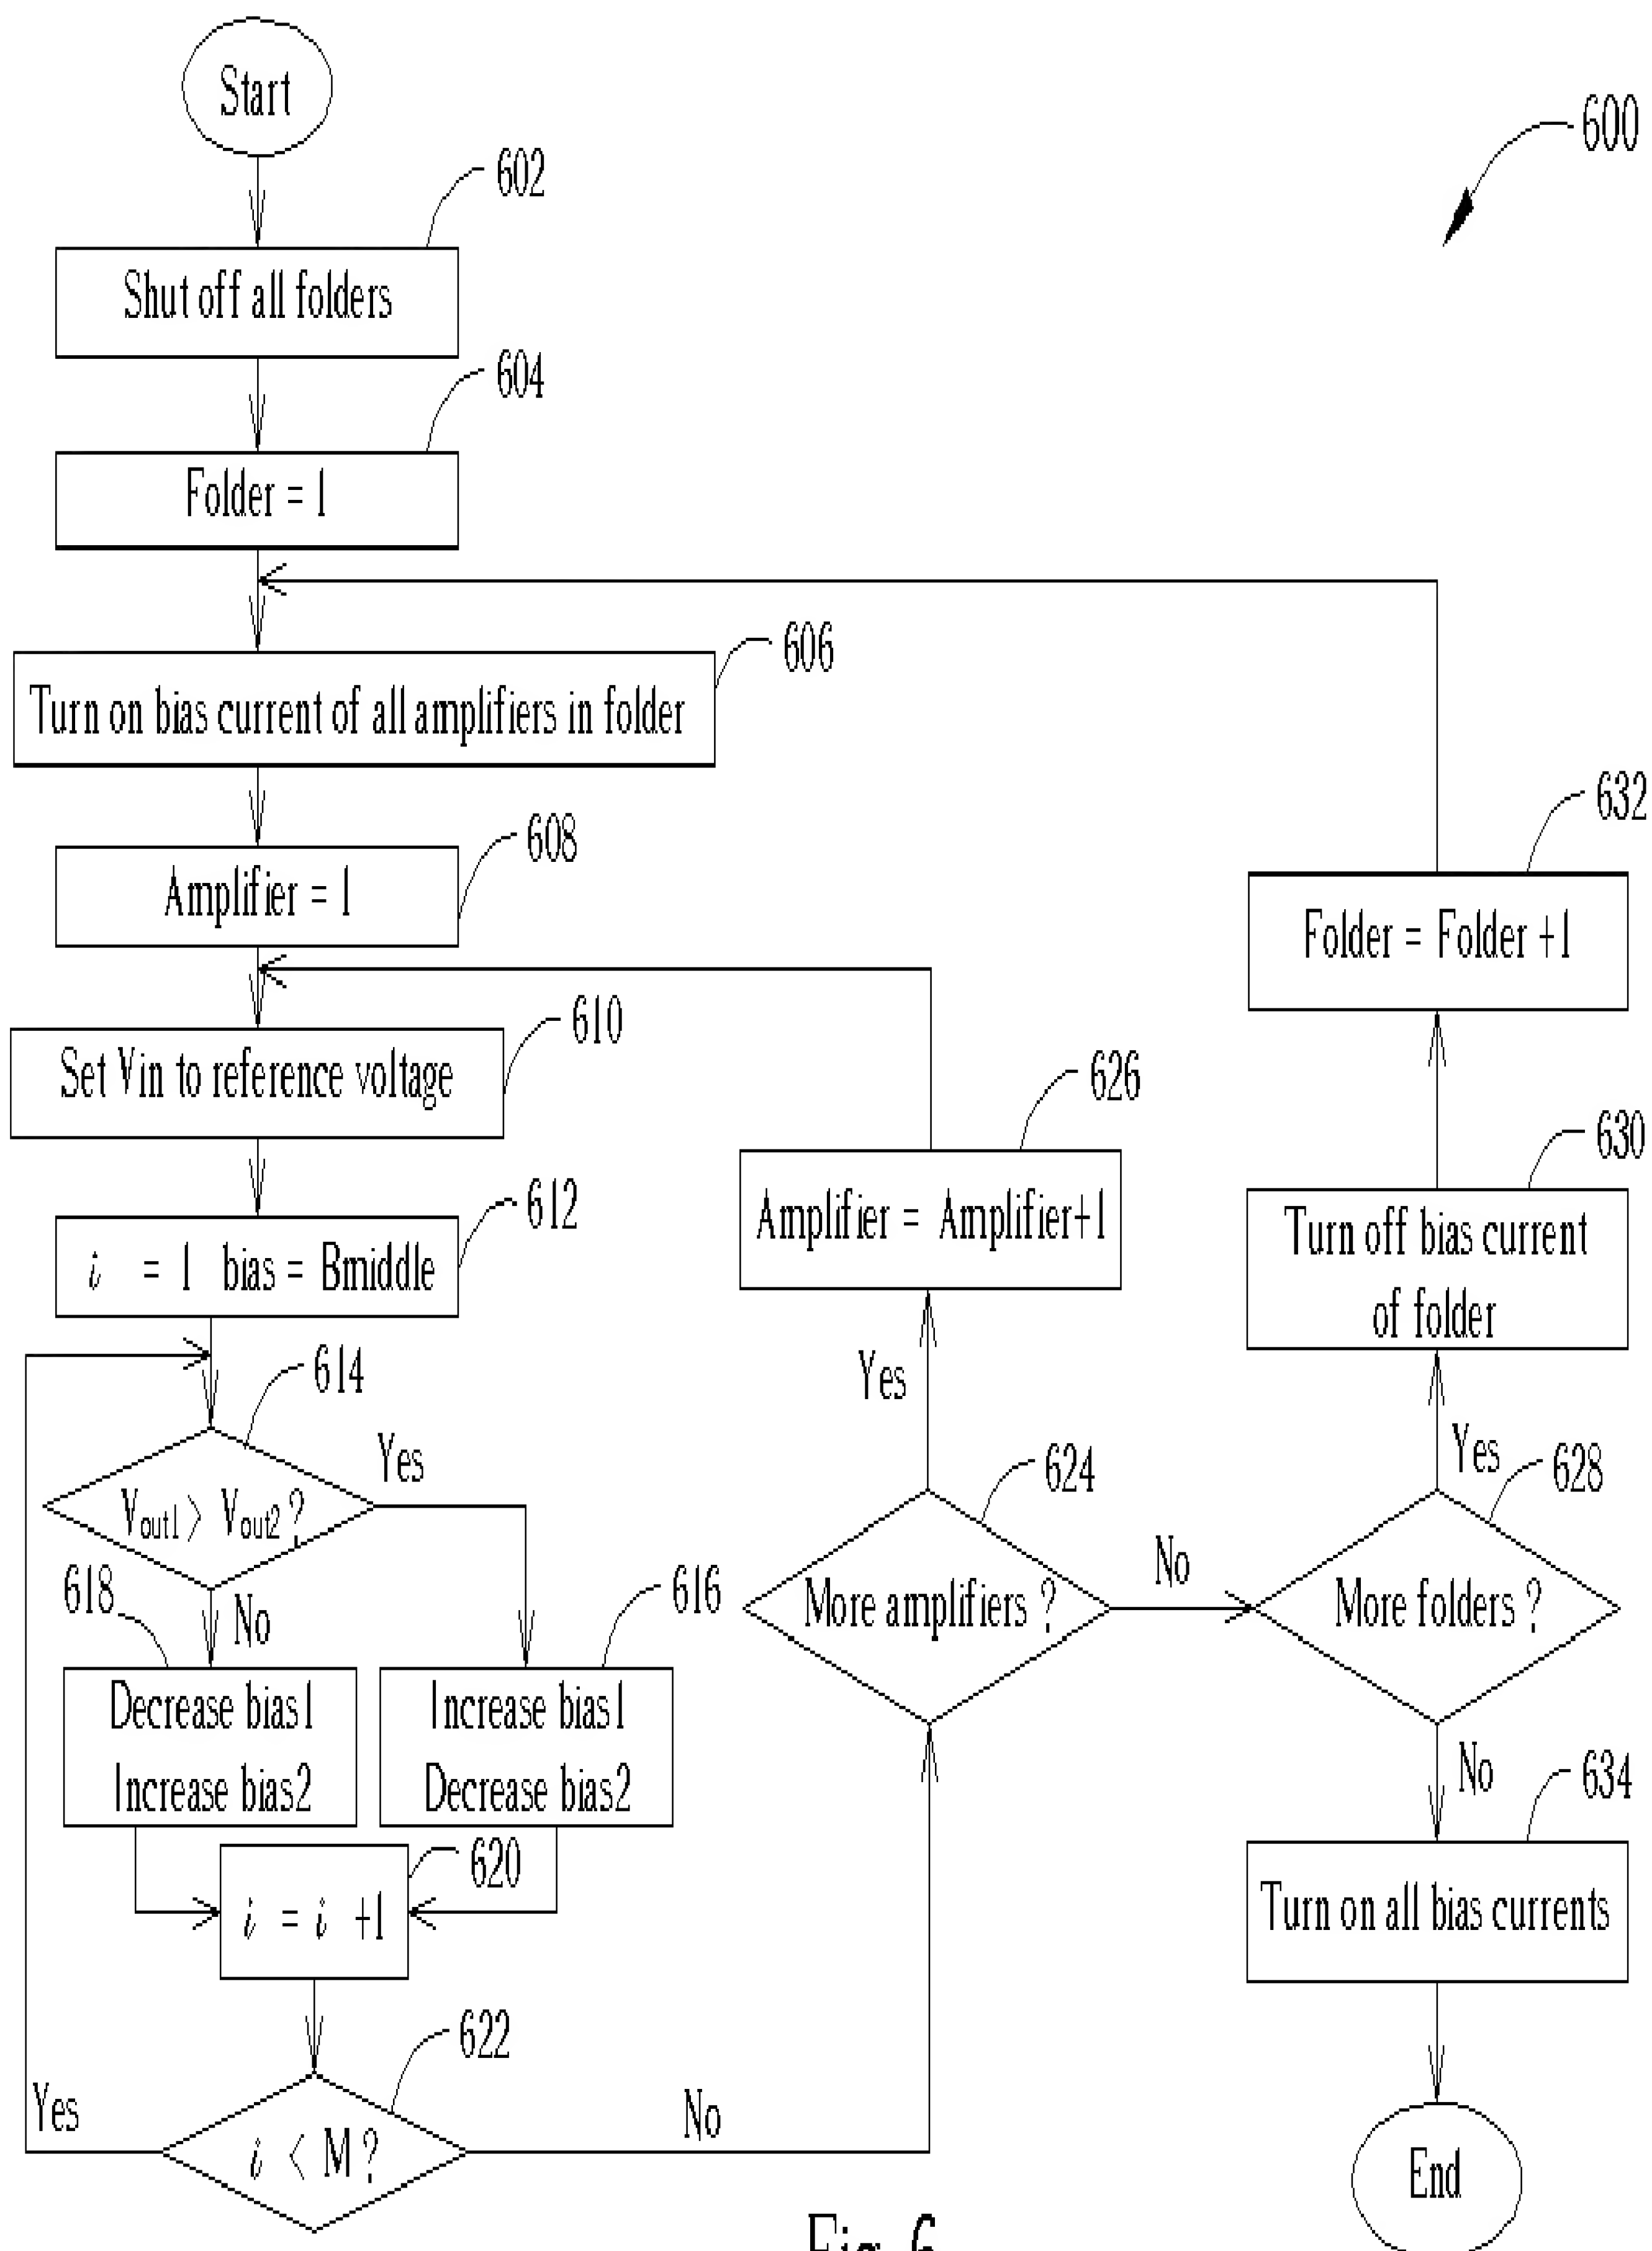 Start
600
602
Shut off all folders
604
Folder = 1
606
Turn on bias current of all amplifiers in folder
608
Amplifier = 1
632
Folder = Folder +1
610
Set Vin to reference voltage
626
Amplifier = Amplifier+1
630
Turn off bias current
of folder
612
i = 1 bias = Bmiddle
614
Vout1 > Vout2 ?
Yes
No
618
Decrease bias1
Increase bias2
616
Increase bias1
Decrease bias2
620
i = i +1
622
i < M ?
Yes
No
624
More amplifiers ?
Yes
No
628
More folders ?
Yes
No
634
Turn on all bias currents
End
Fig. 6